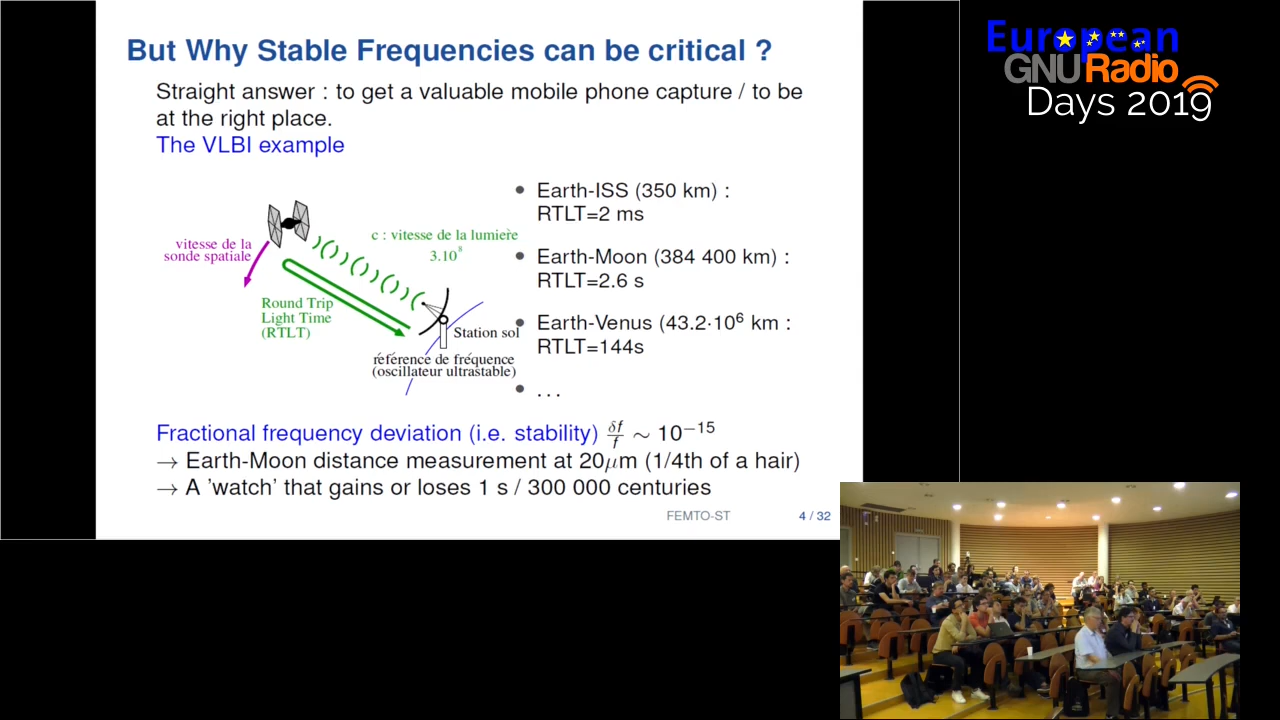 But Why Stable Frequencies can be critical ?
Straight answer : to get a valuable mobile phone capture / to be
at the right place.
The VLBI example
vitesse de la
sonde spatiale
c : vitesse de la lumière
3.10⁸
Round Trip
Light Time
(RTLT)
Station sol
référence de fréquence
(oscillateur ultrastable)
• Earth-ISS (350 km) :
RTLT=2 ms
• Earth-Moon (384 400 km) :
RTLT=2.6 s
• Earth-Venus (43.2·10⁶ km :
RTLT=144s
• . . .
Fractional frequency deviation (i.e. stability) δf/f ∼ 10⁻¹⁵
→ Earth-Moon distance measurement at 20μm (1/4th of a hair)
→ A 'watch' that gains or loses 1 s / 300 000 centuries
FEMTO-ST
4 / 32
European
GNURadio
Days 2019